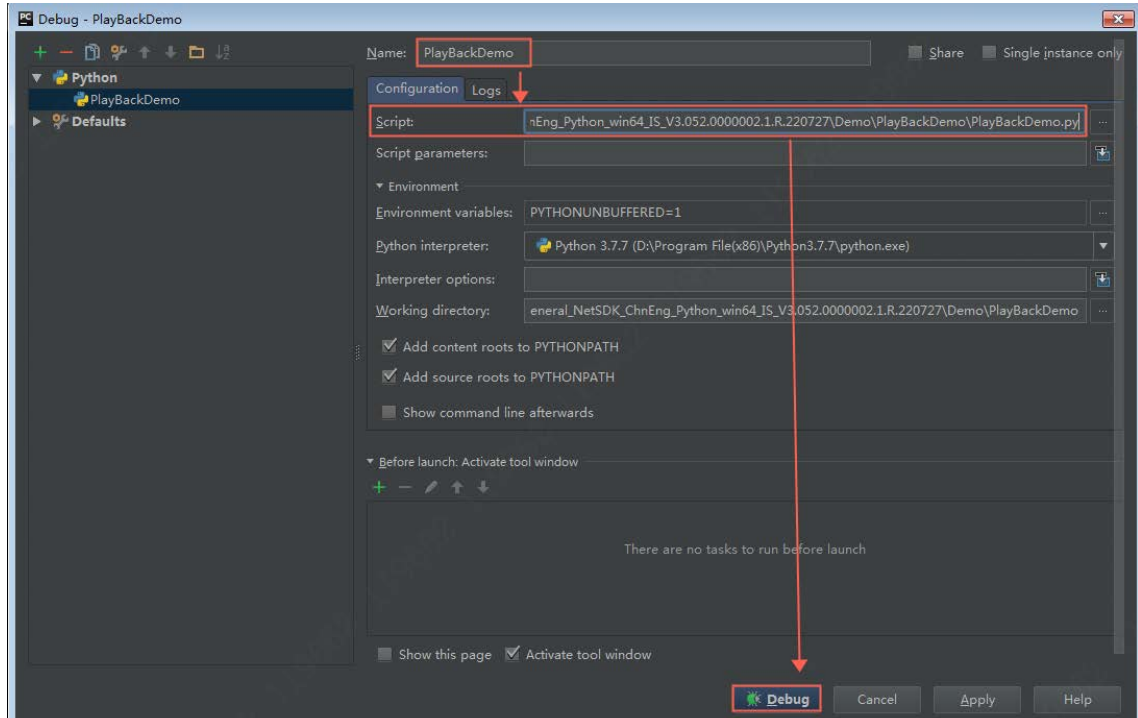 Debug - PlayBackDemo
Name: PlayBackDemo Share Single instance only
Python
PlayBackDemo
Defaults
Configuration Logs
Script: nEng_Python_win64_IS_V3.052.0000002.1.R.220727\Demo\PlayBackDemo\PlayBackDemo.py ...
Script parameters:
Environment
Environment variables: PYTHONUNBUFFERED=1 ...
Python interpreter: Python 3.7.7 (D:\Program File(x86)\Python3.7.7\python.exe)
Interpreter options:
Working directory: eneral_NetSDK_ChnEng_Python_win64_IS_V3.052.0000002.1.R.220727\Demo\PlayBackDemo ...
Add content roots to PYTHONPATH
Add source roots to PYTHONPATH
Show command line afterwards
Before launch: Activate tool window
There are no tasks to run before launch
Show this page Activate tool window
Debug Cancel Apply Help